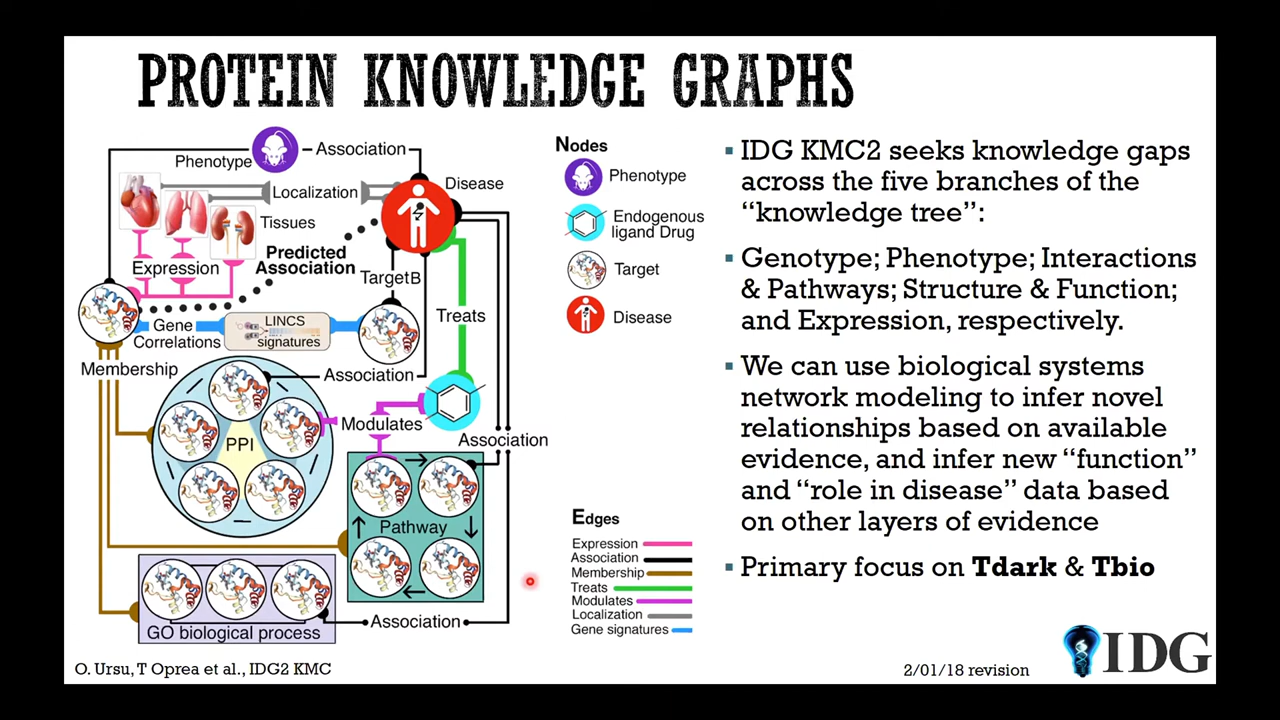 PROTEIN KNOWLEDGE GRAPHS
Phenotype
Association
Localization
Disease
Tissues
Predicted
Association
Expression
TargetB
Gene
Correlations
LINCS
signatures
Treats
Membership
Association
PPI
Modulates
Association
Pathway
GO biological process
Association
Nodes
Phenotype
Endogenous
ligand Drug
Target
Disease
Edges
Expression
Association
Membership
Treats
Modulates
Localization
Gene signatures
▪ IDG KMC2 seeks knowledge gaps
across the five branches of the
“knowledge tree”:
▪ Genotype; Phenotype; Interactions
& Pathways; Structure & Function;
and Expression, respectively.
▪ We can use biological systems
network modeling to infer novel
relationships based on available
evidence, and infer new “function”
and “role in disease” data based
on other layers of evidence
▪ Primary focus on Tdark & Tbio
O. Ursu, T Oprea et al., IDG2 KMC
2/01/18 revision
IDG